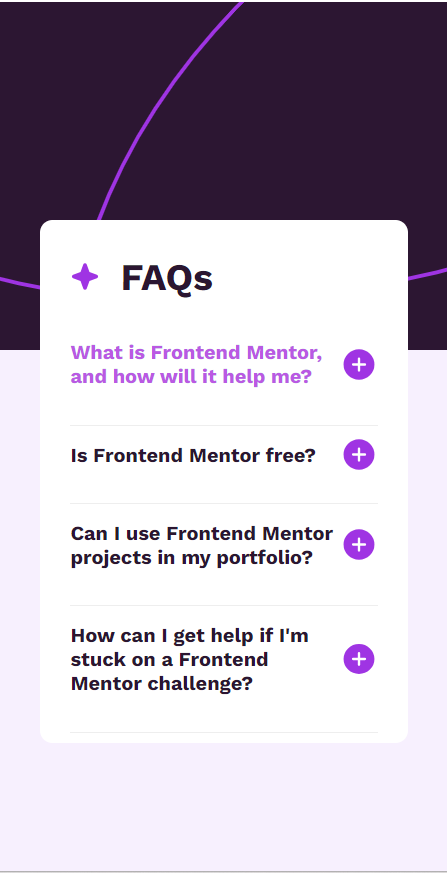 FAQs
What is Frontend Mentor,
and how will it help me?
Is Frontend Mentor free?
Can I use Frontend Mentor
projects in my portfolio?
How can I get help if I'm
stuck on a Frontend
Mentor challenge?